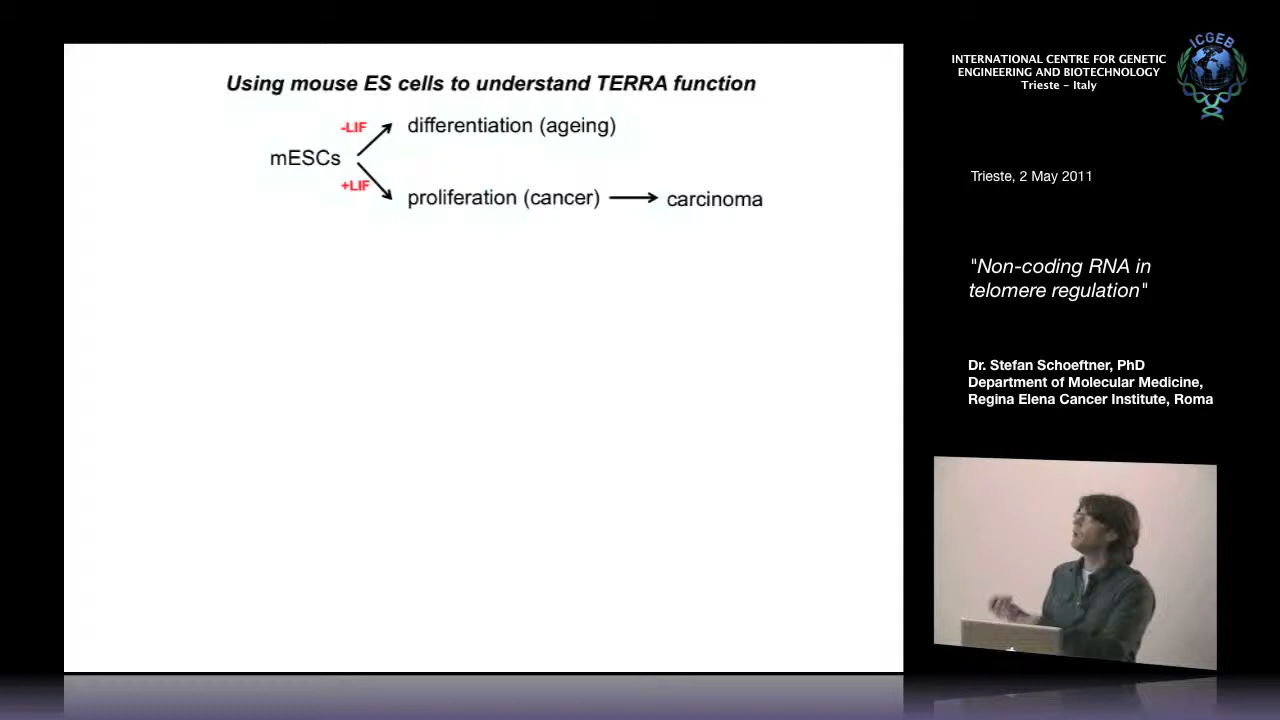 Using mouse ES cells to understand TERRA function
-LIF
differentiation (ageing)
mESCs
+LIF
proliferation (cancer)
carcinoma
INTERNATIONAL CENTRE FOR GENETIC
ENGINEERING AND BIOTECHNOLOGY
Trieste - Italy
ICGEB
Trieste, 2 May 2011
"Non-coding RNA in
telomere regulation"
Dr. Stefan Schoeftner, PhD
Department of Molecular Medicine,
Regina Elena Cancer Institute, Roma